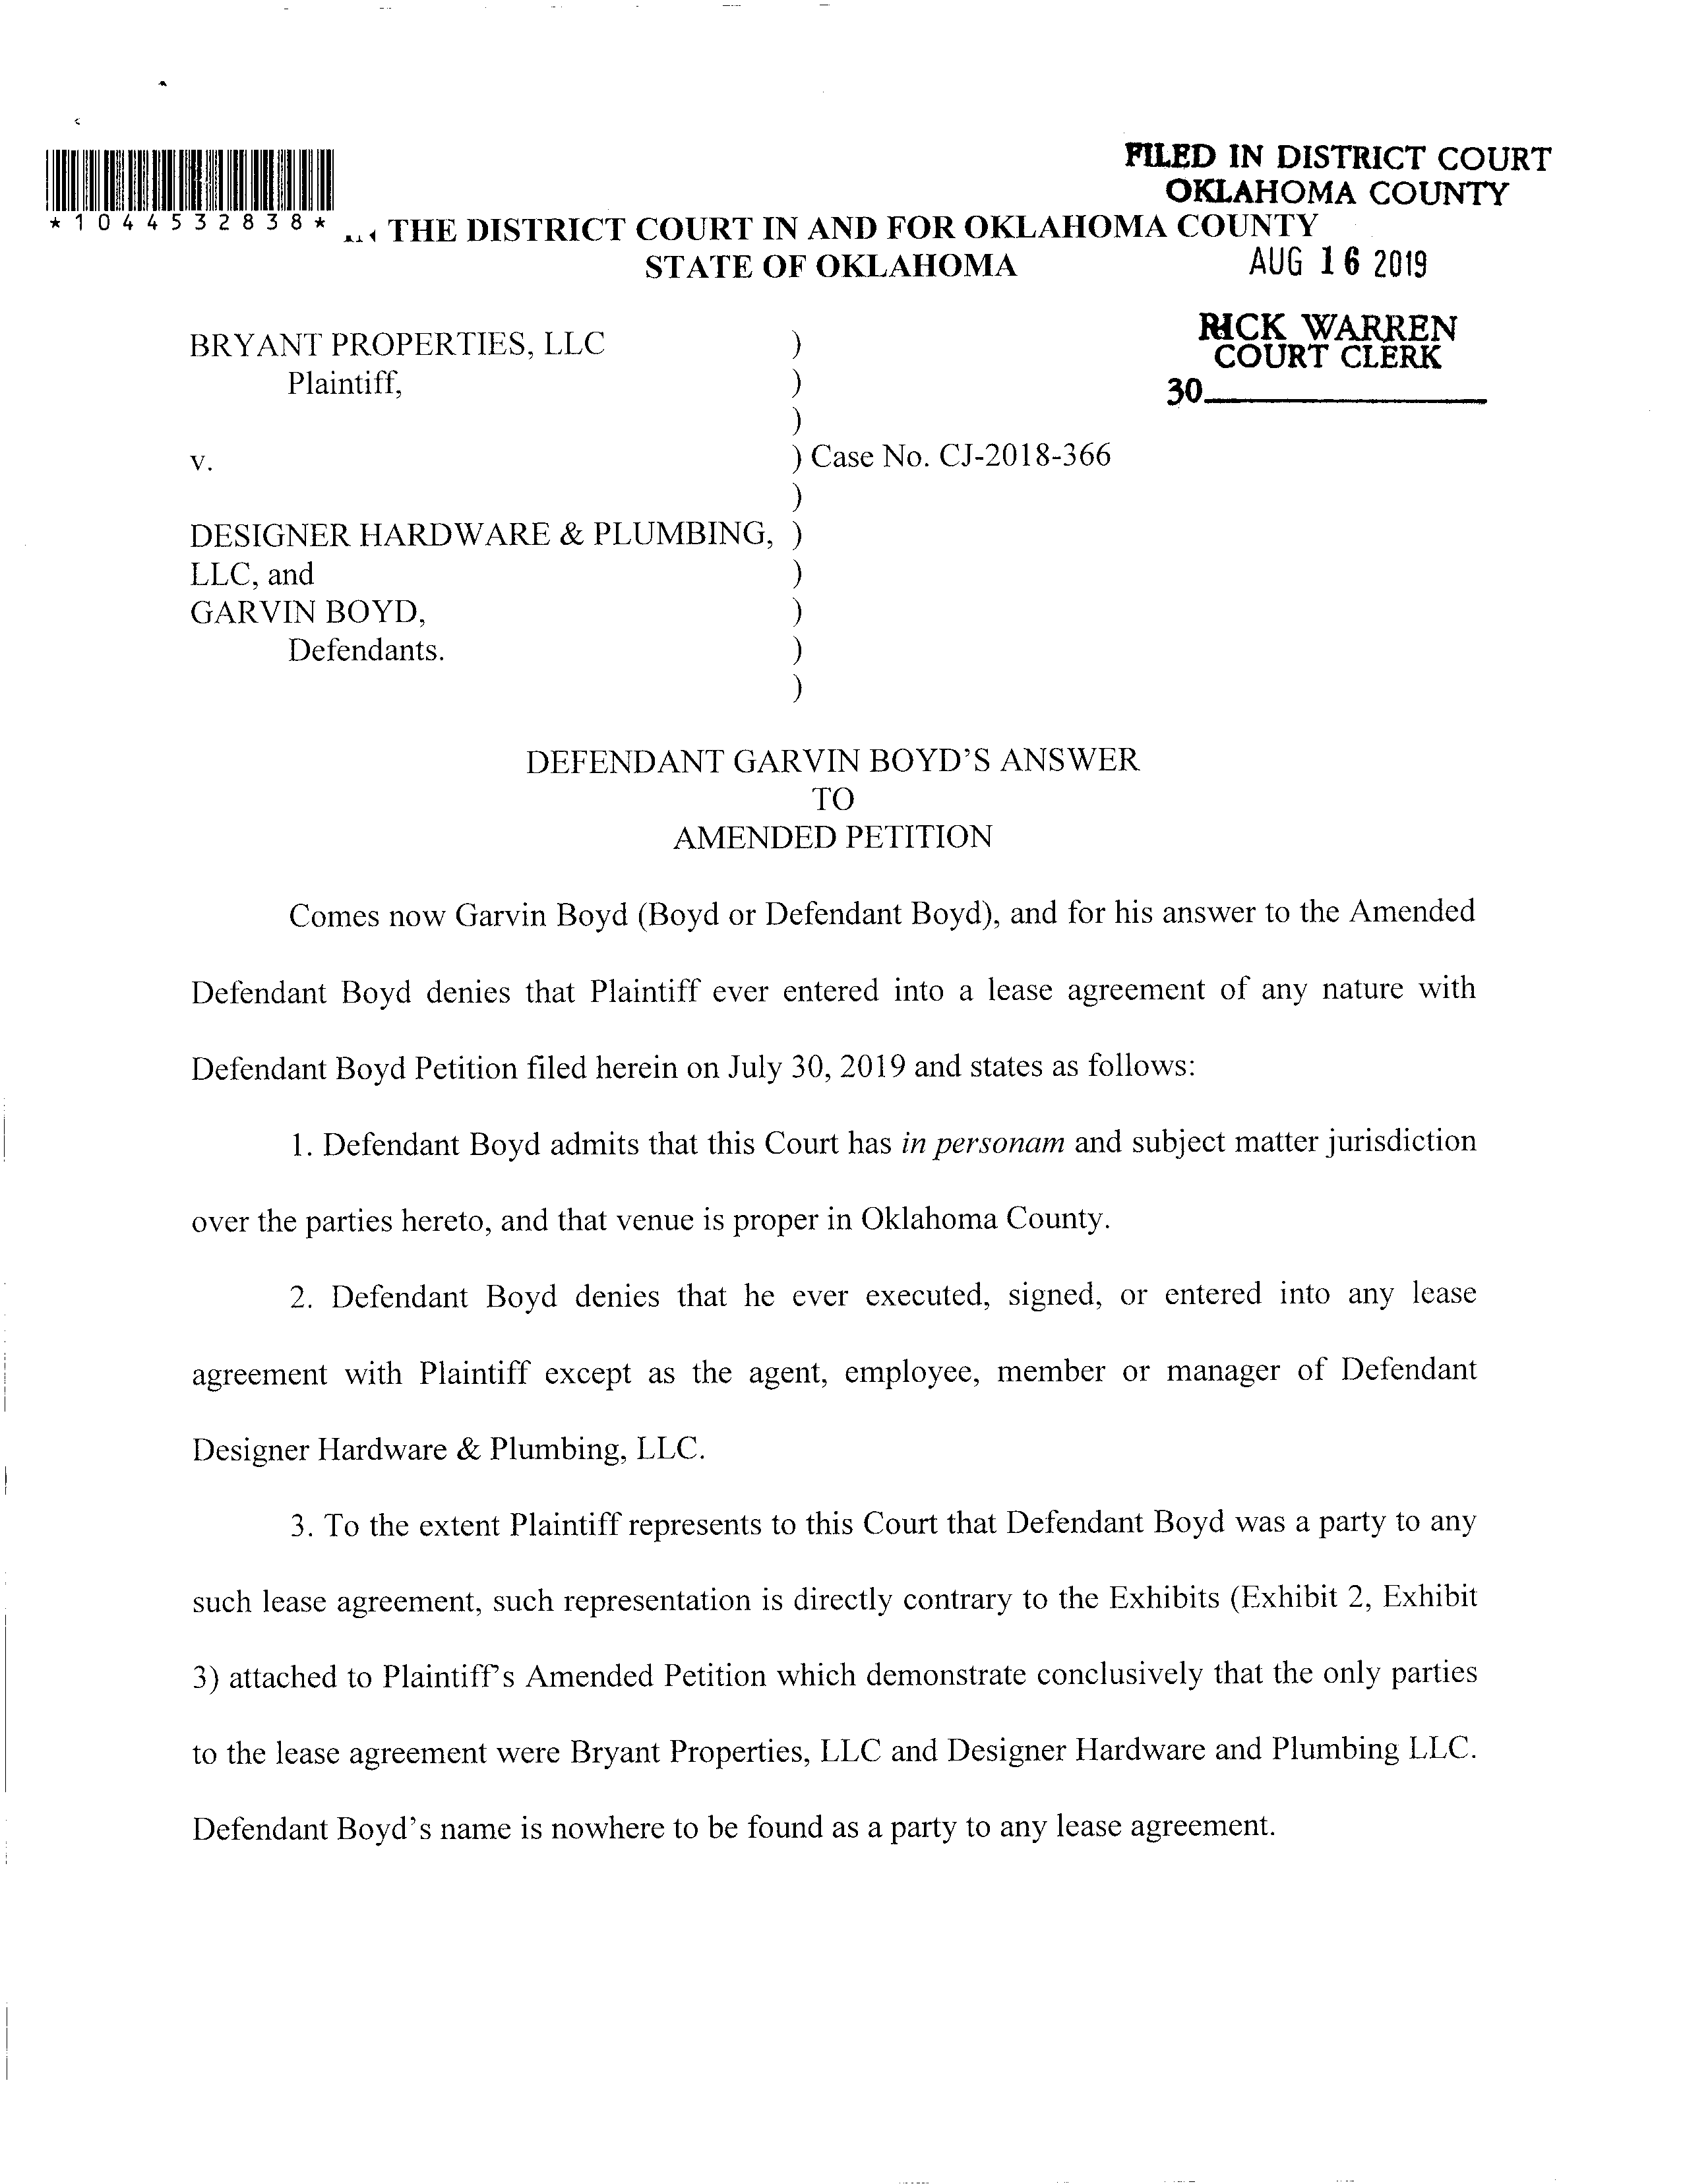 FILED IN DISTRICT COURT
OKLAHOMA COUNTY
*1044532838*
THE DISTRICT COURT IN AND FOR OKLAHOMA COUNTY
STATE OF OKLAHOMA
AUG 16 2019
RICK WARREN
COURT CLERK
30
BRYANT PROPERTIES, LLC )
Plaintiff, )
)
v. ) Case No. CJ-2018-366
)
DESIGNER HARDWARE & PLUMBING, )
LLC, and )
GARVIN BOYD, )
Defendants. )
)
DEFENDANT GARVIN BOYD’S ANSWER
TO
AMENDED PETITION
Comes now Garvin Boyd (Boyd or Defendant Boyd), and for his answer to the Amended
Defendant Boyd denies that Plaintiff ever entered into a lease agreement of any nature with
Defendant Boyd Petition filed herein on July 30, 2019 and states as follows:
1. Defendant Boyd admits that this Court has in personam and subject matter jurisdiction
over the parties hereto, and that venue is proper in Oklahoma County.
2. Defendant Boyd denies that he ever executed, signed, or entered into any lease
agreement with Plaintiff except as the agent, employee, member or manager of Defendant
Designer Hardware & Plumbing, LLC.
3. To the extent Plaintiff represents to this Court that Defendant Boyd was a party to any
such lease agreement, such representation is directly contrary to the Exhibits (Exhibit 2, Exhibit
3) attached to Plaintiff’s Amended Petition which demonstrate conclusively that the only parties
to the lease agreement were Bryant Properties, LLC and Designer Hardware and Plumbing LLC.
Defendant Boyd’s name is nowhere to be found as a party to any lease agreement.